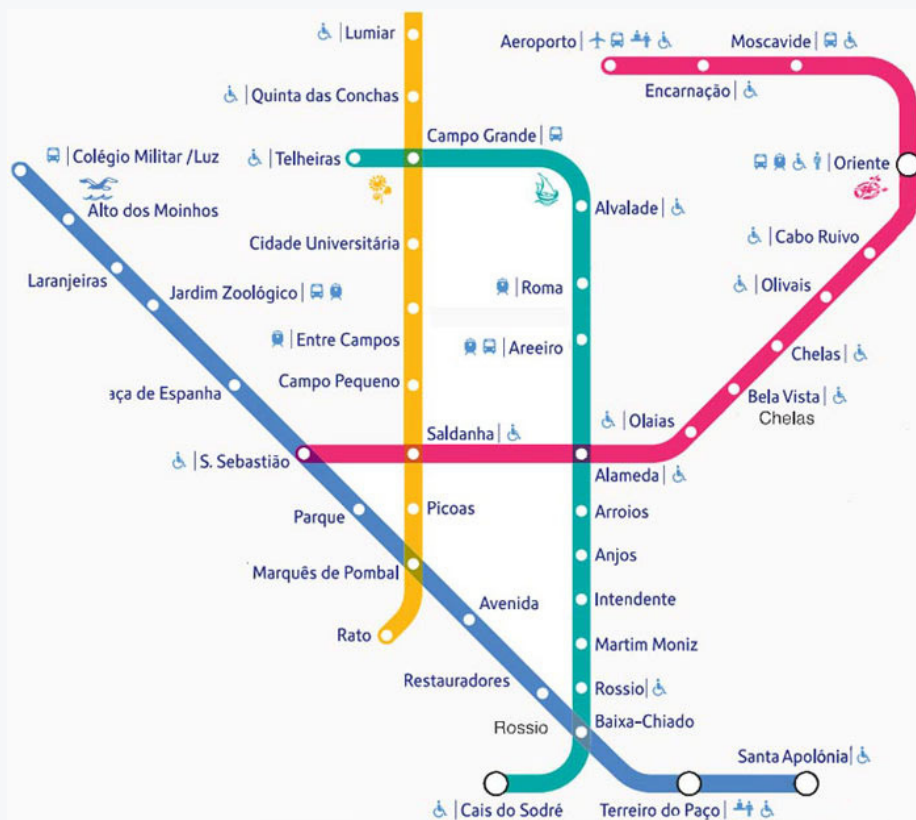 Lumiar
Aeroporto
Moscavide
Quinta das Conchas
Encarnação
Campo Grande
Colégio Militar /Luz
Telheiras
Oriente
Alto dos Moinhos
Alvalade
Cidade Universitária
Cabo Ruivo
Laranjeiras
Jardim Zoológico
Roma
Olivais
Entre Campos
Areeiro
Chelas
Campo Pequeno
aça de Espanha
Bela Vista
Chelas
Olaias
Saldanha
S. Sebastião
Alameda
Parque
Picoas
Arroios
Anjos
Marquês de Pombal
Avenida
Intendente
Rato
Martim Moniz
Restauradores
Rossio
Rossio
Baixa-Chiado
Santa Apolónia
Cais do Sodré
Terreiro do Paço